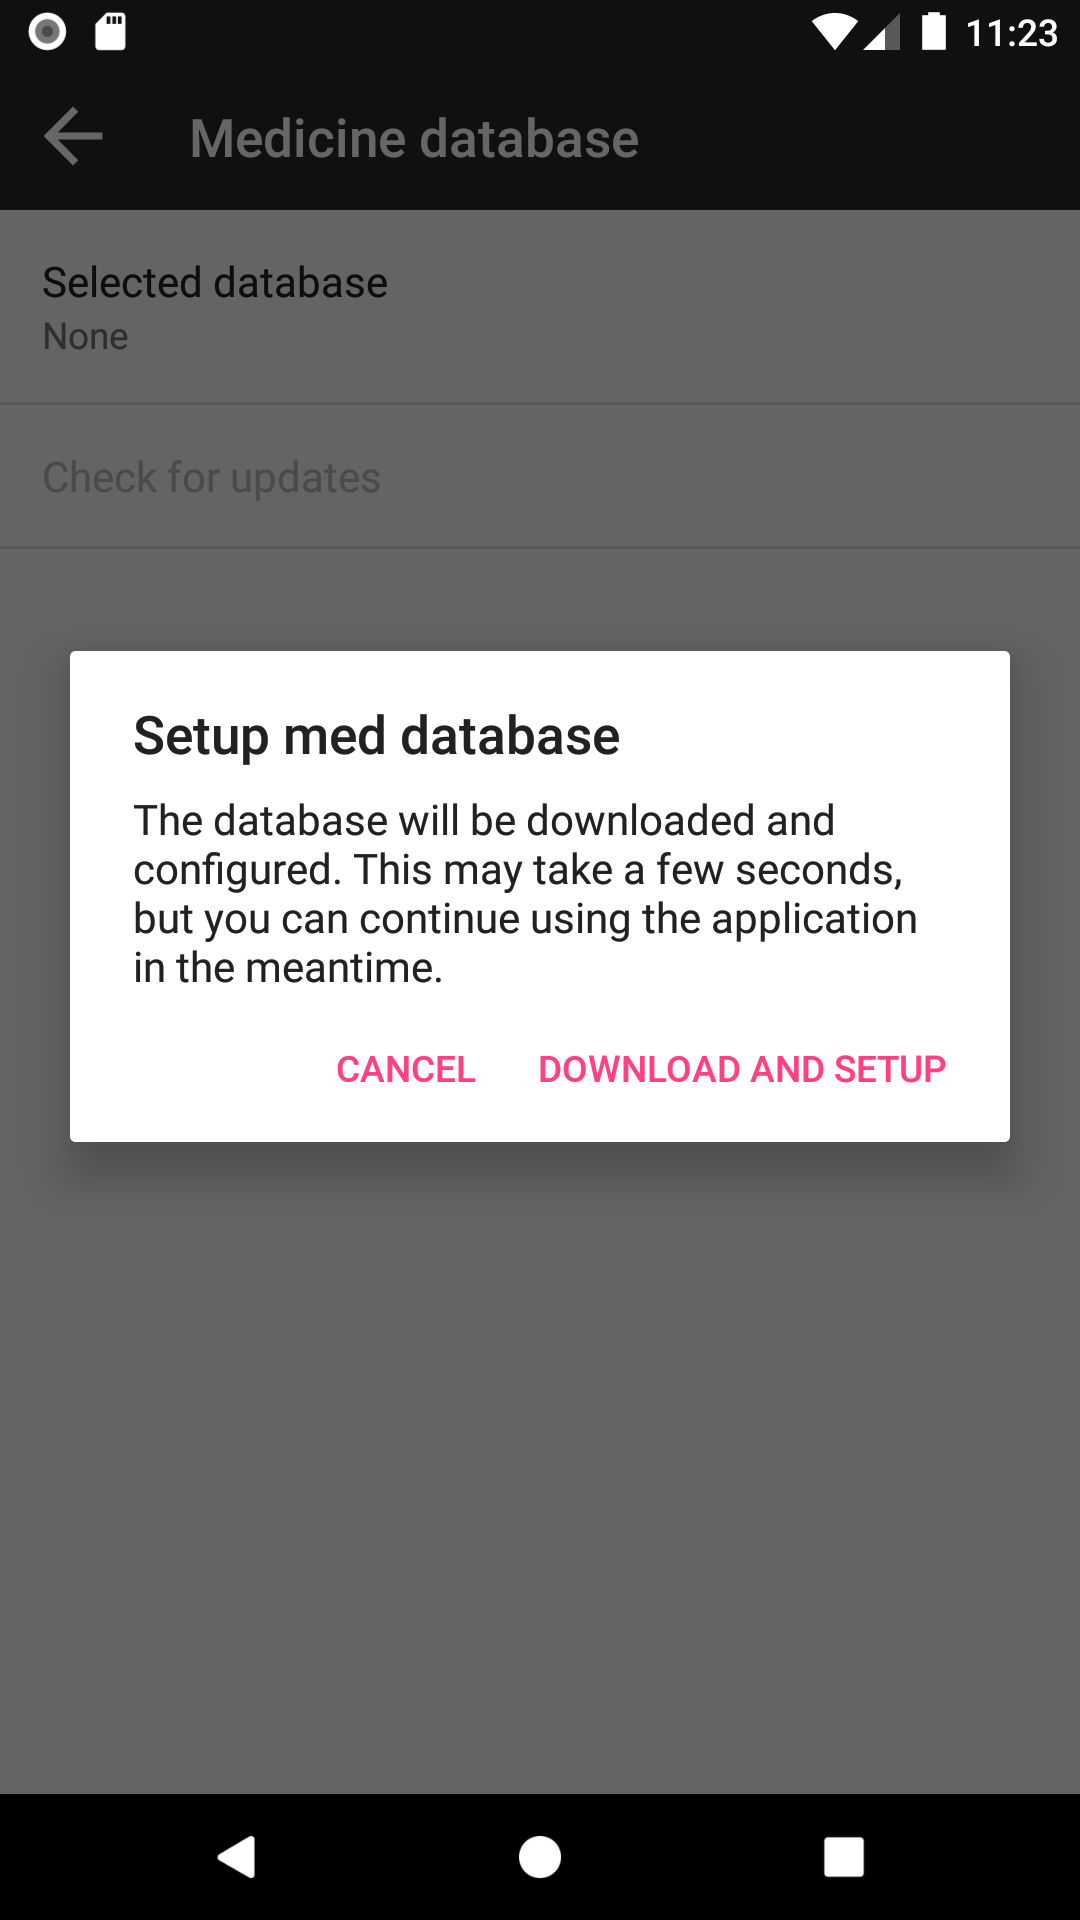 11:23
Medicine database
Selected database
None
Check for updates
Setup med database
The database will be downloaded and
configured. This may take a few seconds,
but you can continue using the application
in the meantime.
CANCEL DOWNLOAD AND SETUP